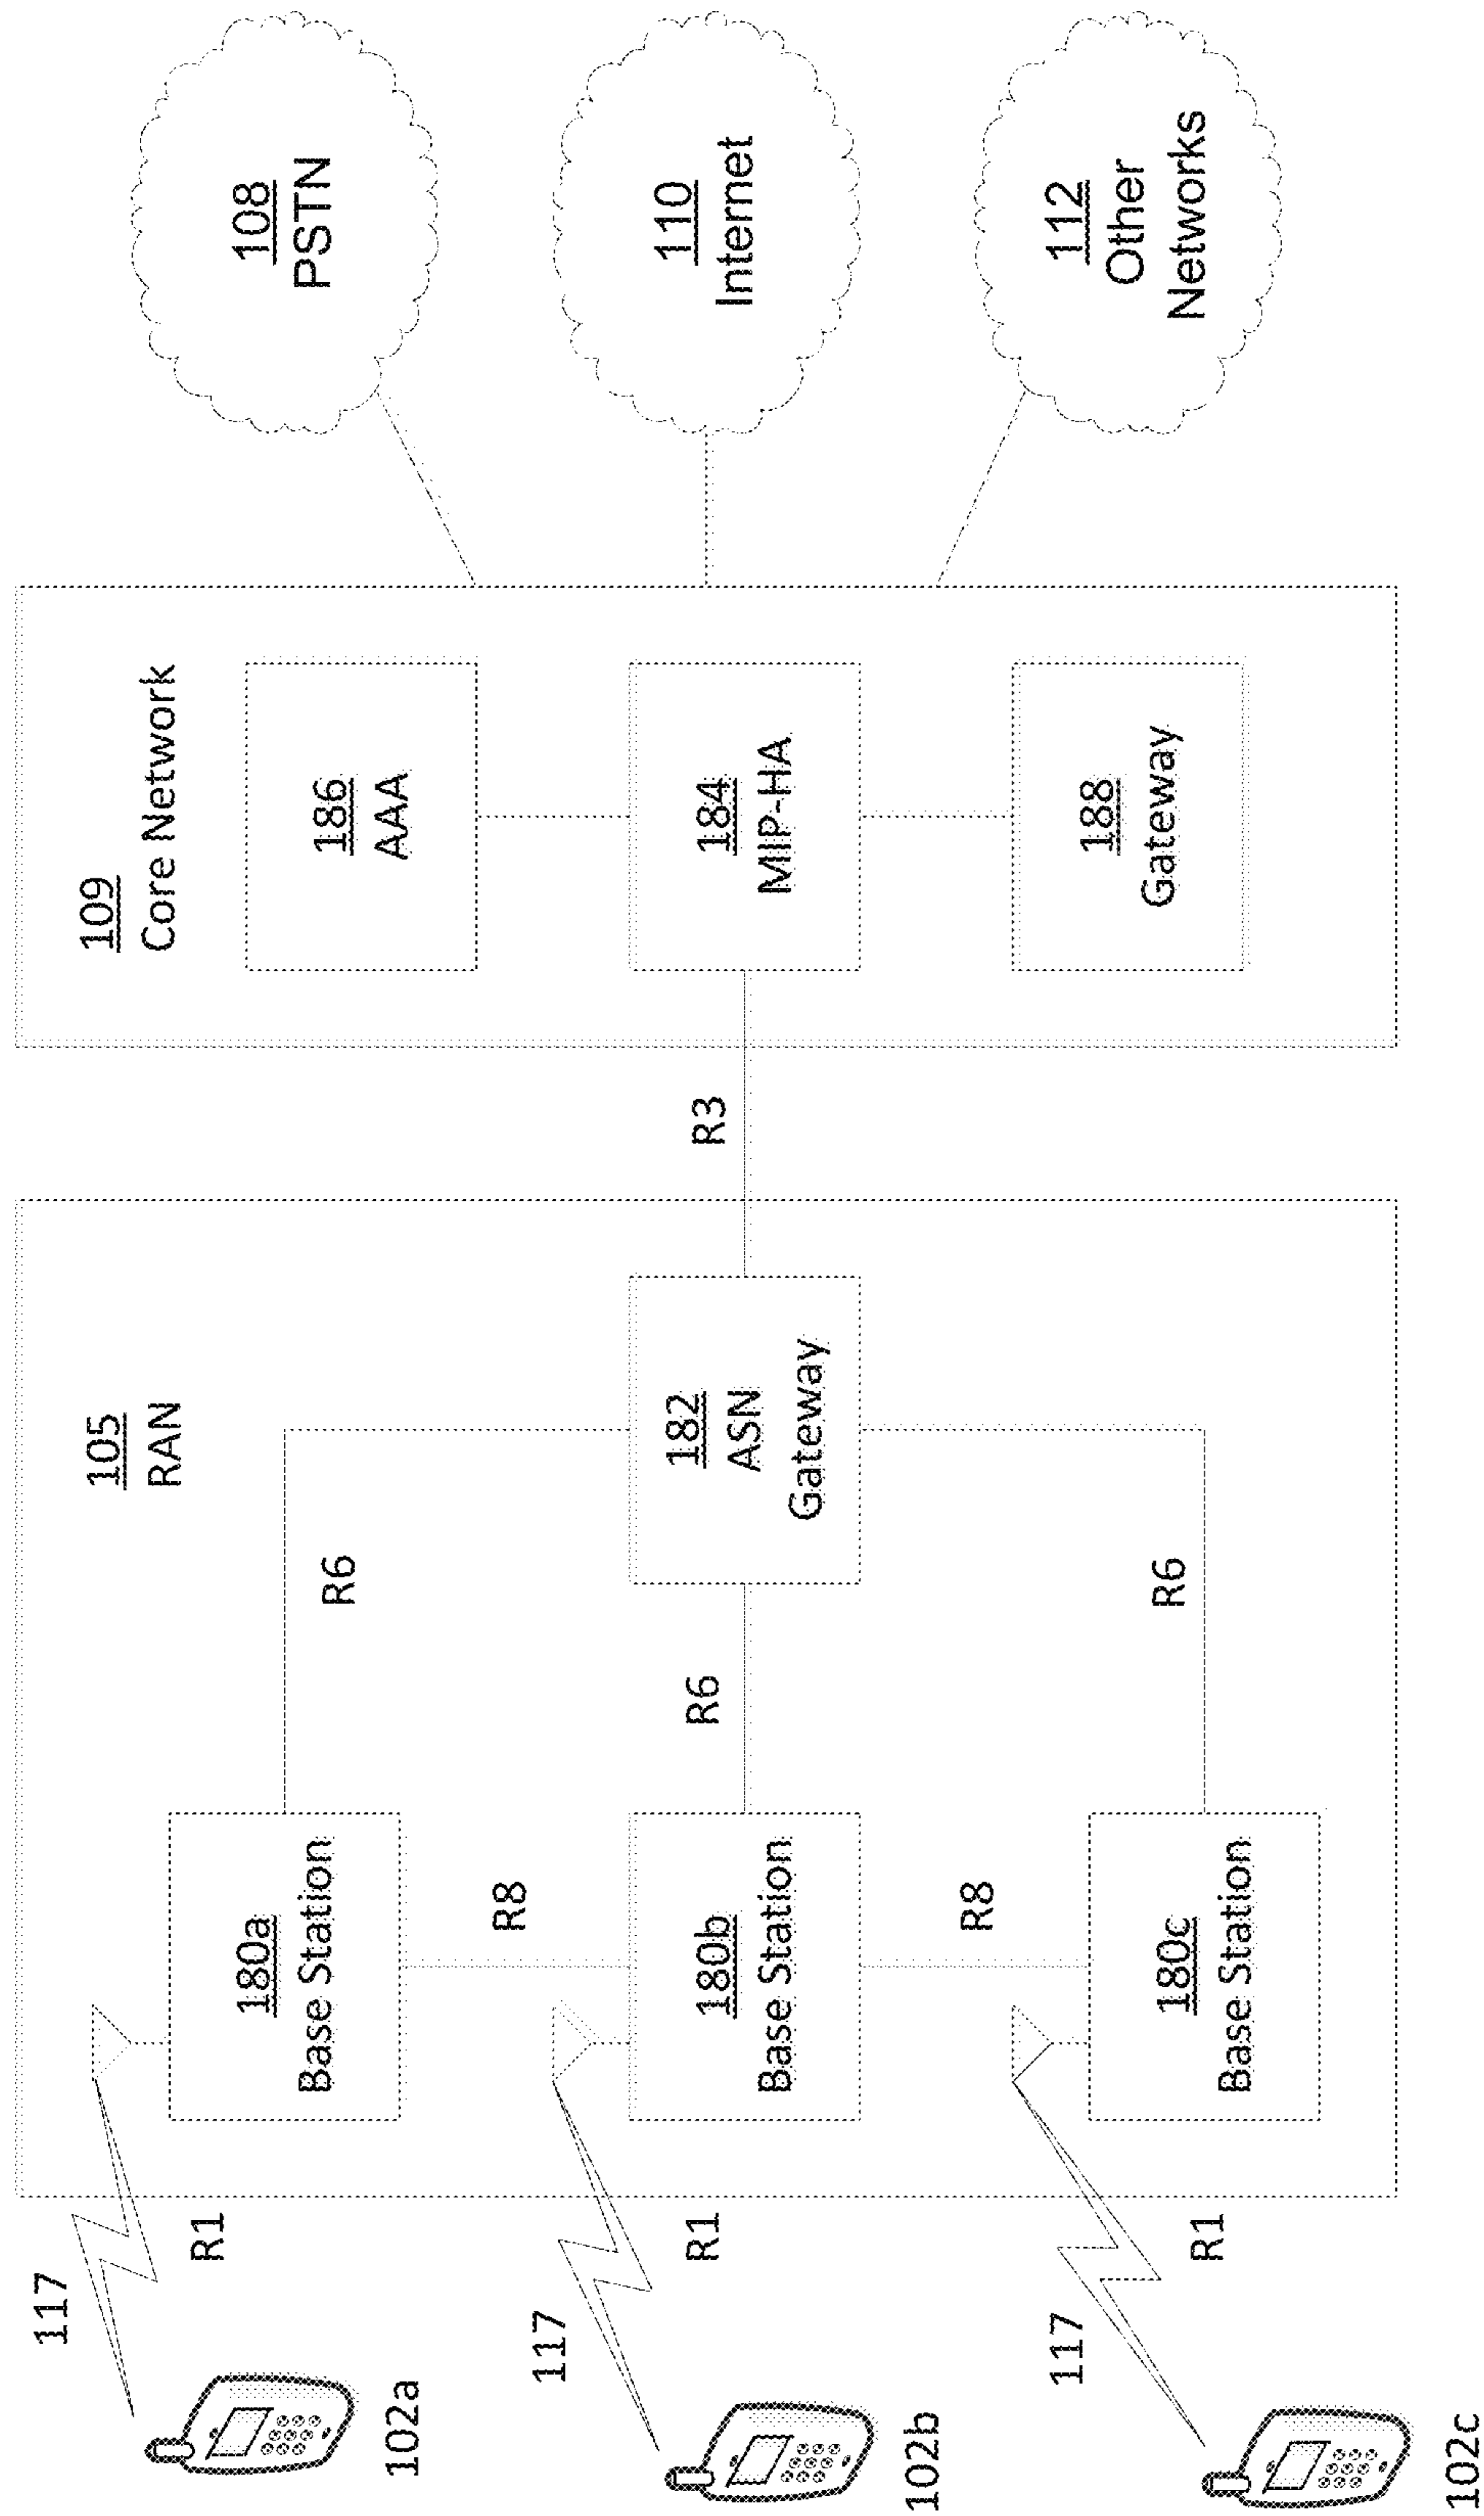 117
R1
102a
117
R1
102b
117
R1
102c
105
RAN
180a
Base Station
R8
180b
Base Station
R8
180c
Base Station
R6
R6
R6
182
ASN
Gateway
R3
109
Core Network
186
AAA
184
MIP-HA
188
Gateway
108
PSTN
110
Internet
112
Other
Networks